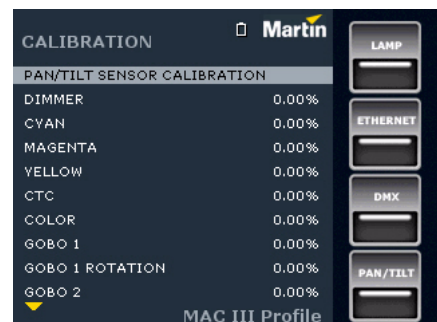 CALIBRATION
Martin
PAN/TILT SENSOR CALIBRATION
DIMMER 0.00%
CYAN 0.00%
MAGENTA 0.00%
YELLOW 0.00%
CTC 0.00%
COLOR 0.00%
GOBO 1 0.00%
GOBO 1 ROTATION 0.00%
GOBO 2 0.00%
MAC III Profile
LAMP
ETHERNET
DMX
PAN/TILT